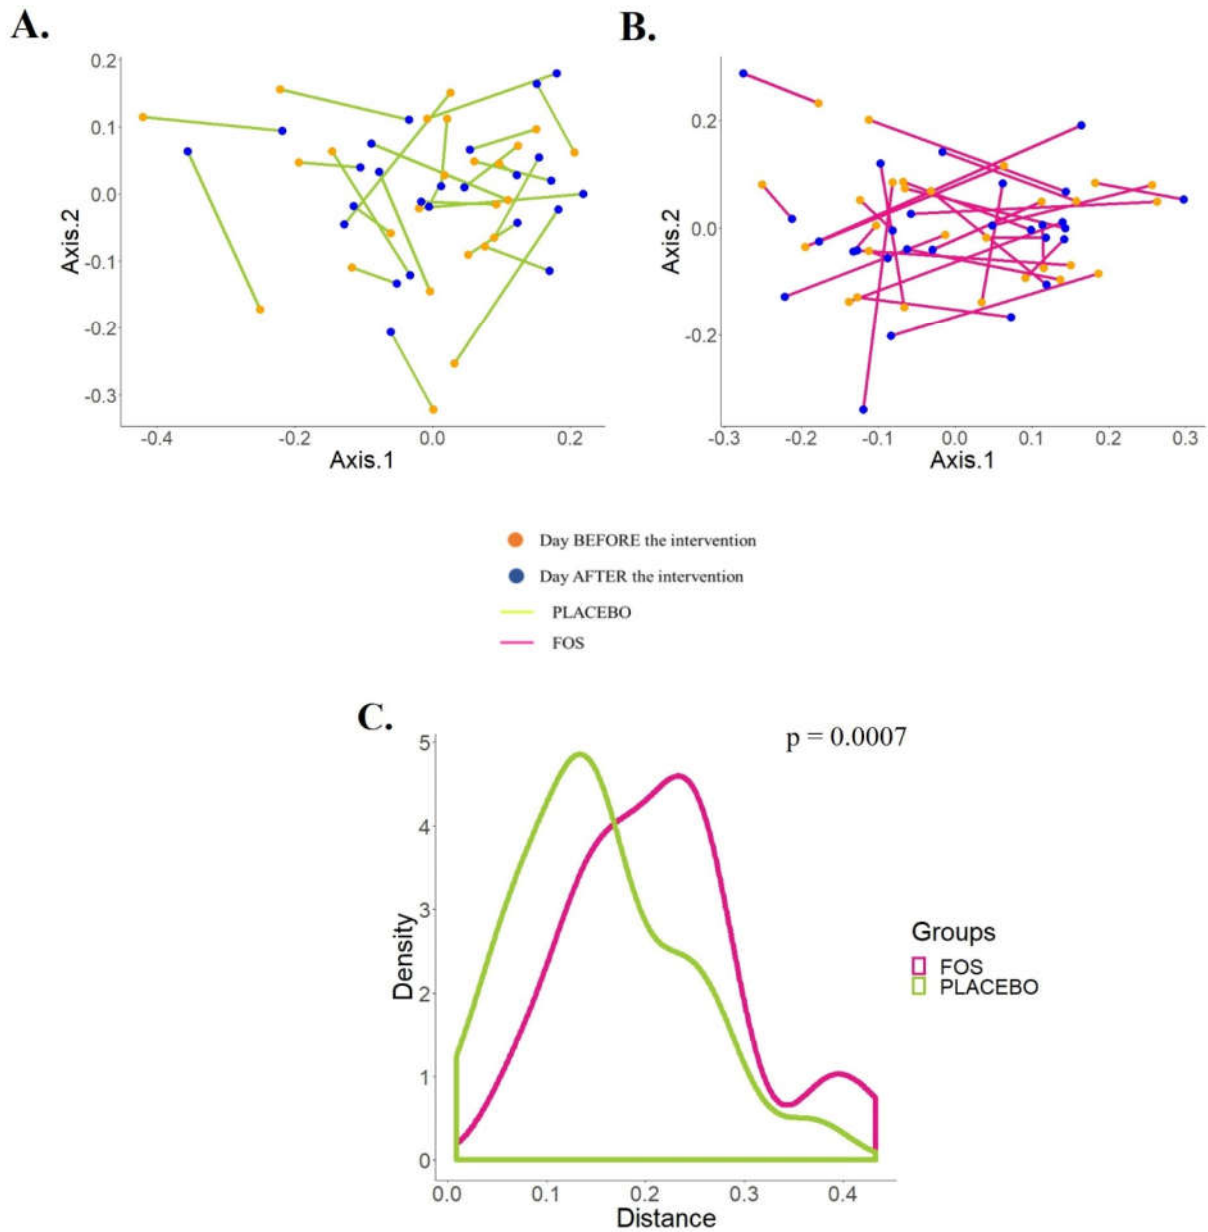 A.
0.2
0.1
0.0
-0.1
-0.2
-0.3
Axis.2
-0.4 -0.2 0.0 0.2
Axis.1
B.
0.2
0.0
-0.2
Axis.2
-0.3 -0.2 -0.1 0.0 0.1 0.2 0.3
Axis.1
Day BEFORE the intervention
Day AFTER the intervention
PLACEBO
FOS
C.
p = 0.0007
5
4
3
2
1
0
Density
0.0 0.1 0.2 0.3 0.4
Distance
Groups
FOS
PLACEBO